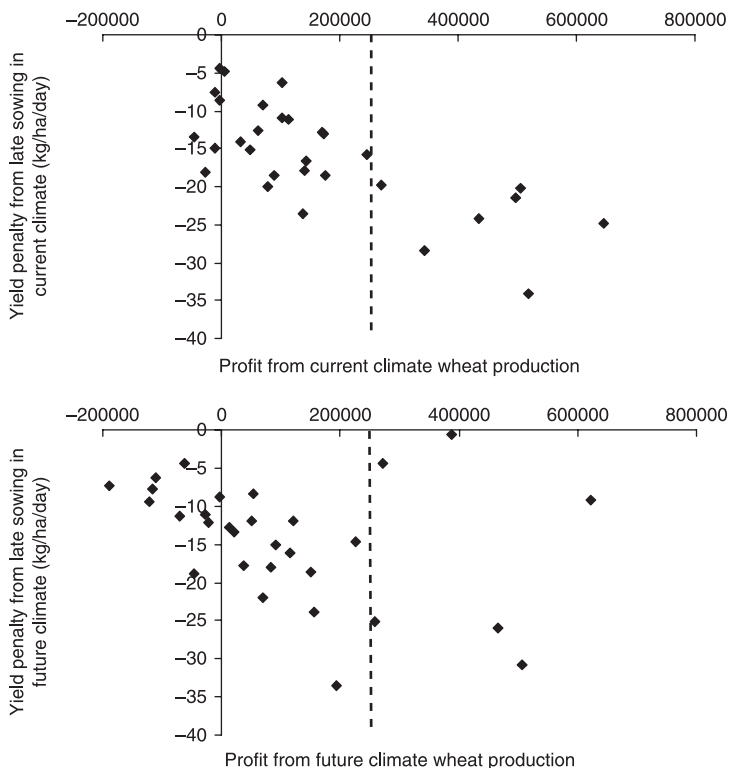 −200000 0 200000 400000 600000 800000
0
−5
−10
−15
−20
−25
−30
−35
−40
Yield penalty from late sowing in
current climate (kg/ha/day)
Profit from current climate wheat production
−200000 0 200000 400000 600000 800000
0
−5
−10
−15
−20
−25
−30
−35
−40
Yield penalty from late sowing in
future climate (kg/ha/day)
Profit from future climate wheat production